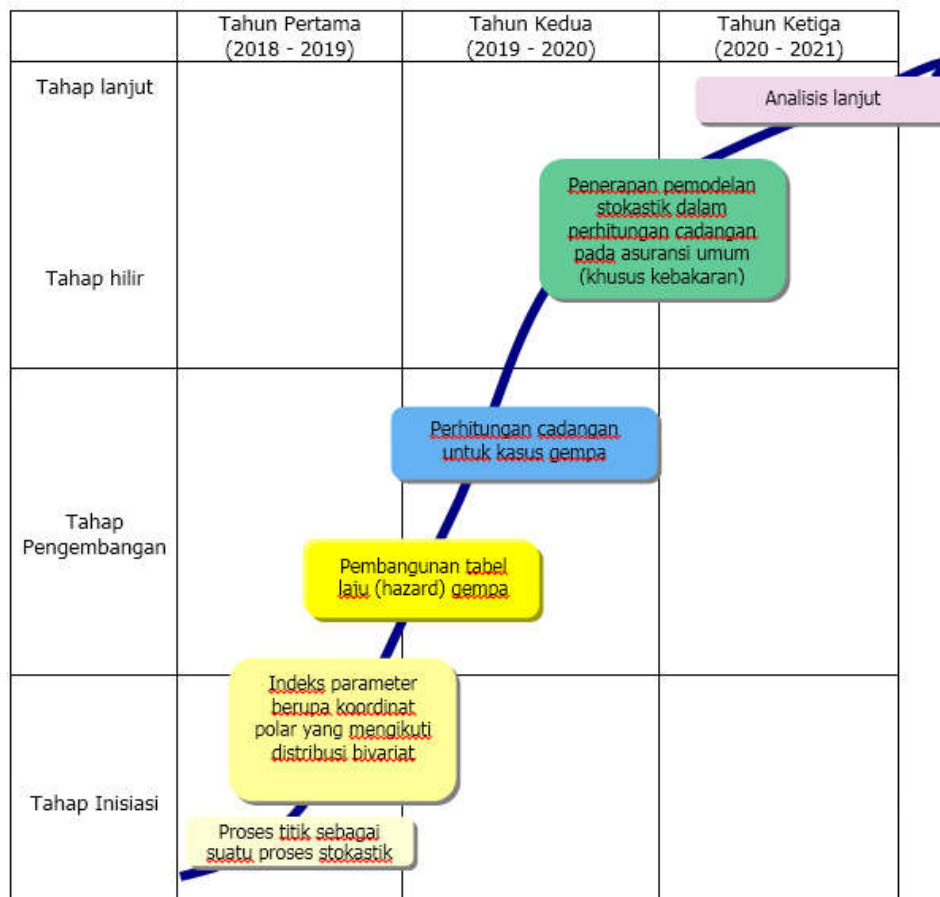 Tahun Pertama
(2018 - 2019)
Tahun Kedua
(2019 - 2020)
Tahun Ketiga
(2020 - 2021)
Tahap lanjut
Analisis lanjut
Penerapan pemodelan
stokastik dalam
perhitungan cadangan
pada asuransi umum
(khusus kebakaran)
Tahap hilir
Perhitungan cadangan
untuk kasus gempa
Tahap
Pengembangan
Pembangunan tabel
laju (hazard) gempa
Indeks parameter
berupa koordinat
polar yang mengikuti
distribusi bivariat
Tahap Inisiasi
Proses titik sebagai
suatu proses stokastik